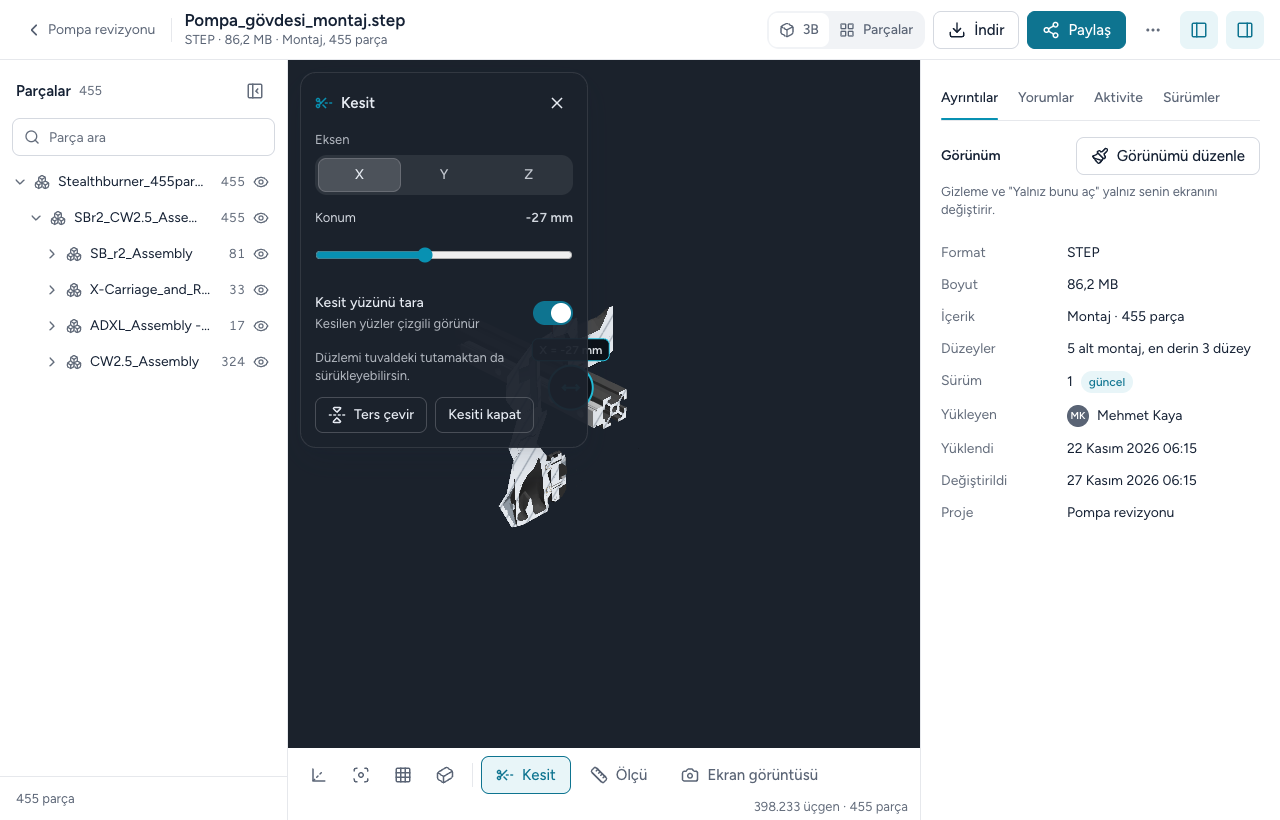 Pompa revizyonu
Pompa_gövdesi_montaj.step
STEP · 86,2 MB · Montaj, 455 parça
3B
Parçalar
İndir
Paylaş
Parçalar 455
Parça ara
Stealthburner_455par... 455
SBr2_CW2.5_Asse... 455
SB_r2_Assembly 81
X-Carriage_and_R... 33
ADXL_Assembly -... 17
CW2.5_Assembly 324
455 parça
Kesit
Eksen
X Y Z
Konum -27 mm
Kesit yüzünü tara
Kesilen yüzler çizgili görünür
X = -27 mm
Düzlemi tuvaldeki tutamaktan da
sürükleyebilirsin.
Ters çevir
Kesiti kapat
Kesit
Ölçü
Ekran görüntüsü
398.233 üçgen · 455 parça
Ayrıntılar Yorumlar Aktivite Sürümler
Görünüm
Görünümü düzenle
Gizleme ve "Yalnız bunu aç" yalnız senin ekranını
değiştirir.
Format STEP
Boyut 86,2 MB
İçerik Montaj · 455 parça
Düzeyler 5 alt montaj, en derin 3 düzey
Sürüm 1 güncel
Yükleyen MK Mehmet Kaya
Yüklendi 22 Kasım 2026 06:15
Değiştirildi 27 Kasım 2026 06:15
Proje Pompa revizyonu